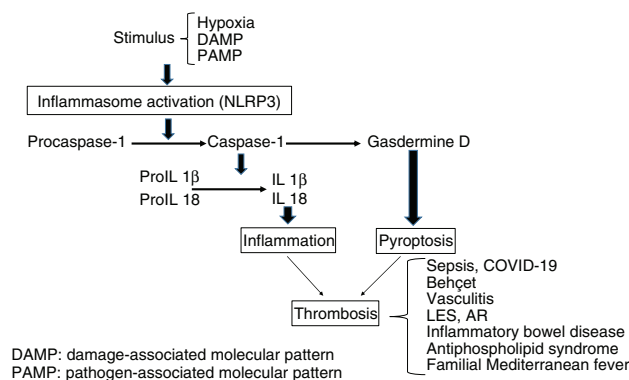 Stimulus
Hypoxia
DAMP
PAMP
Inflammasome activation (NLRP3)
Procaspase-1
Caspase-1
Gasdermine D
ProIL 1β
ProIL 18
IL 1β
IL 18
Inflammation
Pyroptosis
Thrombosis
Sepsis, COVID-19
Behçet
Vasculitis
LES, AR
Inflammatory bowel disease
Antiphospholipid syndrome
Familial Mediterranean fever
DAMP: damage-associated molecular pattern
PAMP: pathogen-associated molecular pattern